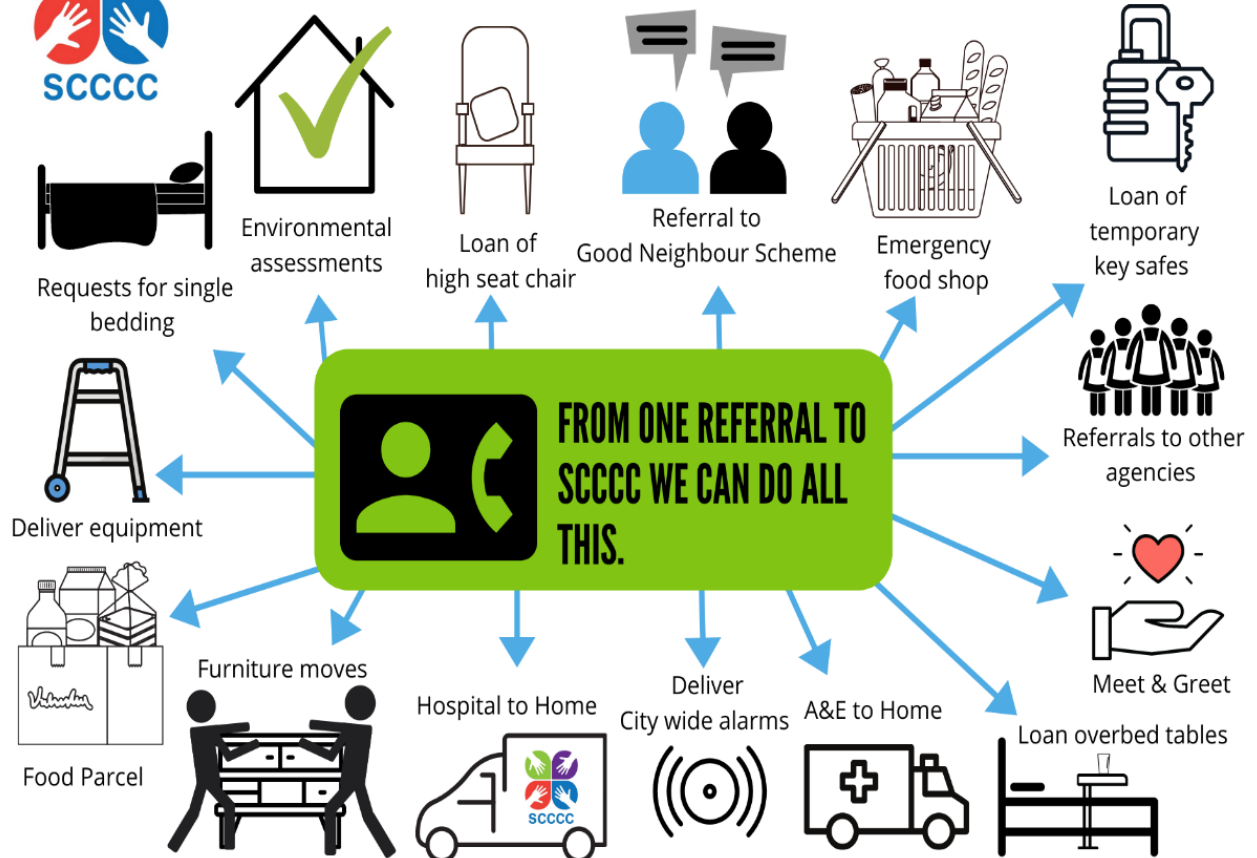 SCCCC
Environmental
assessments
Loan of
high seat chair
Referral to
Good Neighbour Scheme
Emergency
food shop
Loan of
temporary
key safes
Requests for single
bedding
FROM ONE REFERRAL TO
SCCCC WE CAN DO ALL
THIS.
Referrals to other
agencies
Deliver equipment
Meet & Greet
Food Parcel
Furniture moves
Hospital to Home
SCCCC
Deliver
City wide alarms
A&E to Home
Loan overbed tables